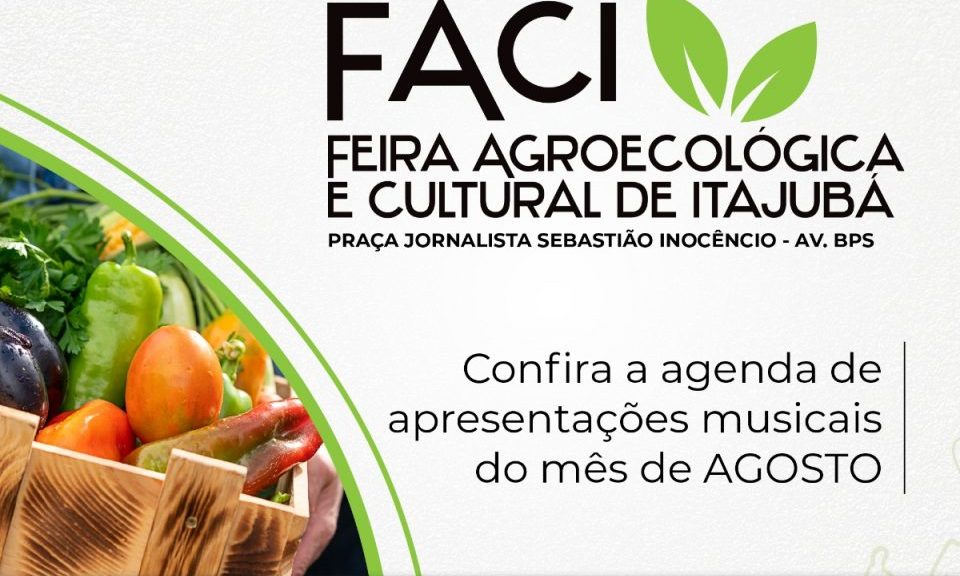 FACI
FEIRA AGROECOLÓGICA
E CULTURAL DE ITAJUBÁ
PRAÇA JORNALISTA SEBASTIÃO INOCÊNCIO - AV. BPS
Confira a agenda de
apresentações musicais
do mês de AGOSTO